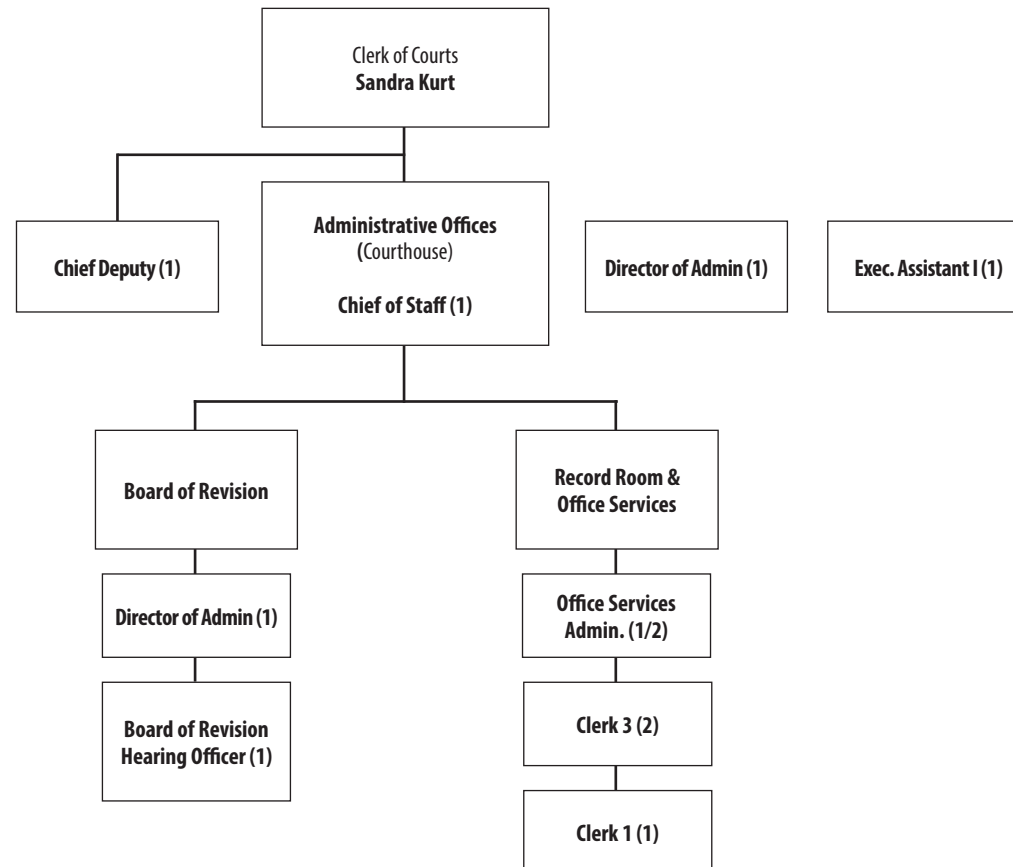 Clerk of Courts
Sandra Kurt
Chief Deputy (1)
Administrative Offices
(Courthouse)
Chief of Staff (1)
Director of Admin (1)
Exec. Assistant I (1)
Board of Revision
Record Room &
Office Services
Director of Admin (1)
Office Services
Admin. (1/2)
Board of Revision
Hearing Officer (1)
Clerk 3 (2)
Clerk 1 (1)